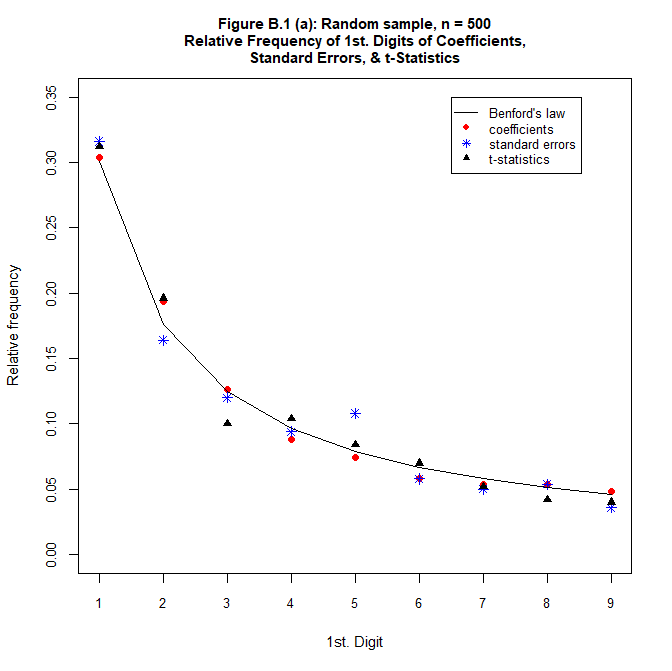 Figure B.1 (a): Random sample, n = 500
Relative Frequency of 1st. Digits of Coefficients,
Standard Errors, & t-Statistics
Benford's law
coefficients
standard errors
t-statistics
Relative frequency
0.35
0.30
0.25
0.20
0.15
0.10
0.05
0.00
1 2 3 4 5 6 7 8 9
1st. Digit